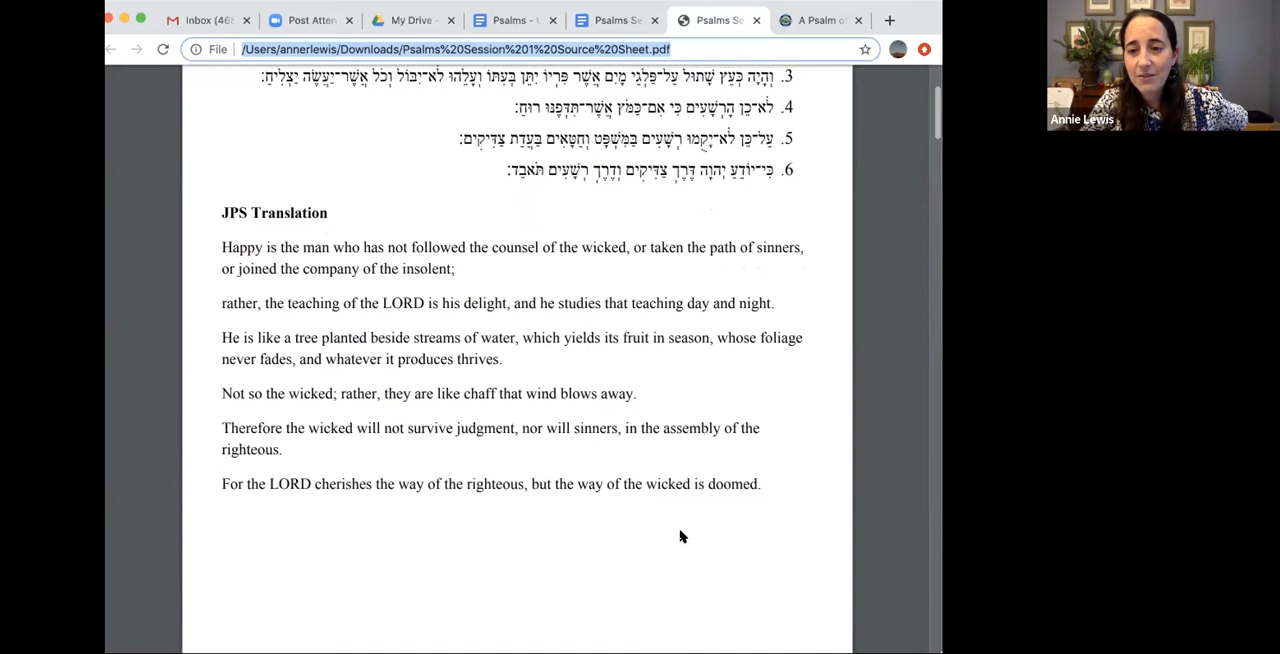 Inbox (468
Post Atten
My Drive -
Psalms - G
Psalms Se
Psalms Se
A Psalm of
File
/Users/annerlewis/Downloads/Psalms%20Session%201%20Source%20Sheet.pdf
3. וְהָיָה כְּעֵץ שָׁתוּל עַל־פַּלְגֵי מָיִם אֲשֶׁר פִּרְיוֹ יִתֵּן בְּעִתּוֹ וְעָלֵהוּ לֹא־יִבּוֹל וְכֹל אֲשֶׁר־יַעֲשֶׂה יַצְלִיחַ׃
4. לֹא־כֵן הָרְשָׁעִים כִּי אִם־כַּמֹּץ אֲשֶׁר־תִּדְּפֶנּוּ רוּחַ׃
5. עַל־כֵּן לֹא־יָקֻמוּ רְשָׁעִים בַּמִּשְׁפָּט וְחַטָּאִים בַּעֲדַת צַדִּיקִים׃
6. כִּי־יוֹדֵעַ יְהוָה דֶּרֶךְ צַדִּיקִים וְדֶרֶךְ רְשָׁעִים תֹּאבֵד׃
JPS Translation
Happy is the man who has not followed the counsel of the wicked, or taken the path of sinners,
or joined the company of the insolent;
rather, the teaching of the LORD is his delight, and he studies that teaching day and night.
He is like a tree planted beside streams of water, which yields its fruit in season, whose foliage
never fades, and whatever it produces thrives.
Not so the wicked; rather, they are like chaff that wind blows away.
Therefore the wicked will not survive judgment, nor will sinners, in the assembly of the
righteous.
For the LORD cherishes the way of the righteous, but the way of the wicked is doomed.
Annie Lewis